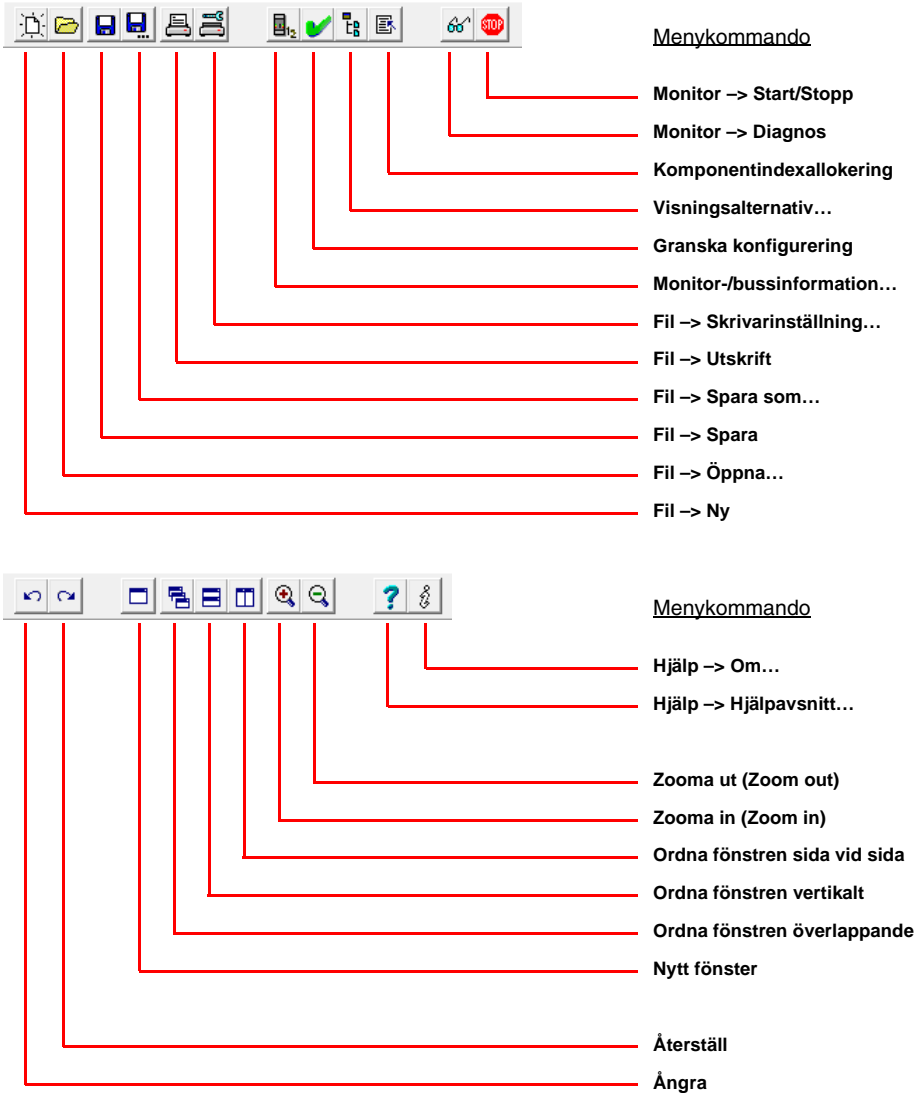 12
STOP
Menykommando
Monitor –> Start/Stopp
Monitor –> Diagnos
Komponentindexallokering
Visningsalternativ…
Granska konfigurering
Monitor-/bussinformation…
Fil –> Skrivarinställning…
Fil –> Utskrift
Fil –> Spara som…
Fil –> Spara
Fil –> Öppna…
Fil –> Ny
Menykommando
Hjälp –> Om…
Hjälp –> Hjälpavsnitt…
Zooma ut (Zoom out)
Zooma in (Zoom in)
Ordna fönstren sida vid sida
Ordna fönstren vertikalt
Ordna fönstren överlappande
Nytt fönster
Återställ
Ångra